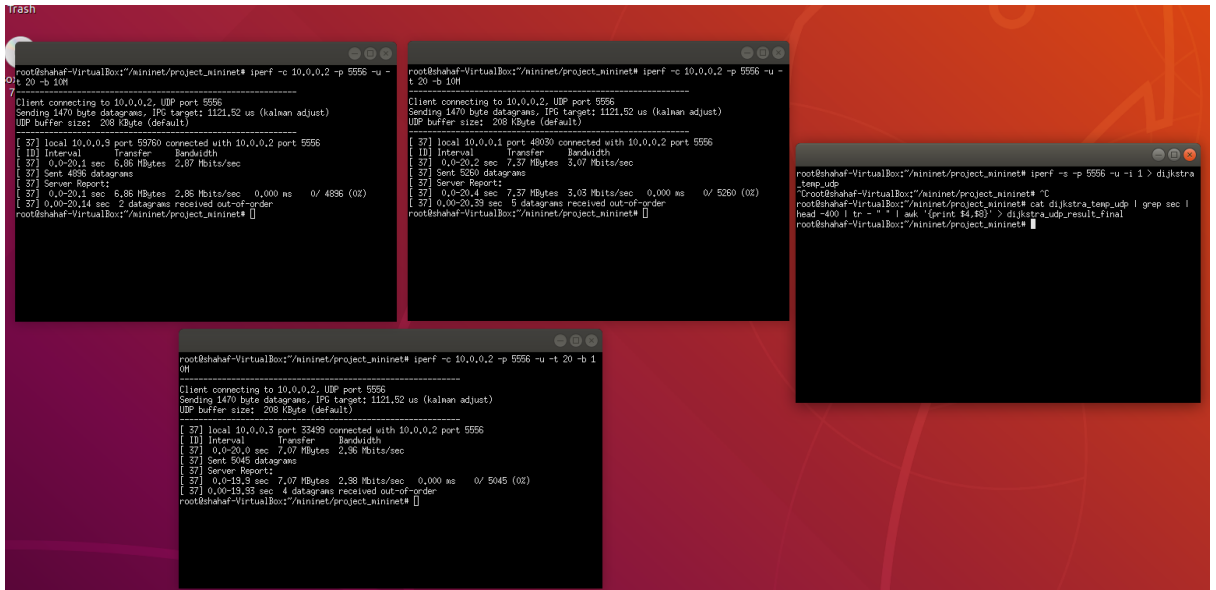 Trash
root@shahaf-VirtualBox:~/mininet/project_mininet# iperf -c 10.0.0.2 -p 5556 -u -
t 20 -b 10M
------------------------------------------------------------
Client connecting to 10.0.0.2, UDP port 5556
Sending 1470 byte datagrams, IPG target: 1121.52 us (kalman adjust)
UDP buffer size:  208 KByte (default)
------------------------------------------------------------
[ 37] local 10.0.0.9 port 59760 connected with 10.0.0.2 port 5556
[ ID] Interval       Transfer     Bandwidth
[ 37]  0.0-20.1 sec  6.86 MBytes  2.87 Mbits/sec
[ 37] Sent 4896 datagrams
[ 37] Server Report:
[ 37]  0.0-20.1 sec  6.86 MBytes  2.86 Mbits/sec   0.000 ms    0/ 4896 (0%)
[ 37] 0.00-20.14 sec  2 datagrams received out-of-order
root@shahaf-VirtualBox:~/mininet/project_mininet#
root@shahaf-VirtualBox:~/mininet/project_mininet# iperf -c 10.0.0.2 -p 5556 -u -
t 20 -b 10M
------------------------------------------------------------
Client connecting to 10.0.0.2, UDP port 5556
Sending 1470 byte datagrams, IPG target: 1121.52 us (kalman adjust)
UDP buffer size:  208 KByte (default)
------------------------------------------------------------
[ 37] local 10.0.0.1 port 48030 connected with 10.0.0.2 port 5556
[ ID] Interval       Transfer     Bandwidth
[ 37]  0.0-20.2 sec  7.37 MBytes  3.07 Mbits/sec
[ 37] Sent 5260 datagrams
[ 37] Server Report:
[ 37]  0.0-20.4 sec  7.37 MBytes  3.03 Mbits/sec   0.000 ms    0/ 5260 (0%)
[ 37] 0.00-20.39 sec  5 datagrams received out-of-order
root@shahaf-VirtualBox:~/mininet/project_mininet#
root@shahaf-VirtualBox:~/mininet/project_mininet# iperf -s -p 5556 -u -i 1 > dijkstra
_temp_udp
^Croot@shahaf-VirtualBox:~/mininet/project_mininet# ^C
root@shahaf-VirtualBox:~/mininet/project_mininet# cat dijkstra_temp_udp | grep sec |
head -400 | tr - " " | awk '{print $4,$8}' > dijkstra_udp_result_final
root@shahaf-VirtualBox:~/mininet/project_mininet#
root@shahaf-VirtualBox:~/mininet/project_mininet# iperf -c 10.0.0.2 -p 5556 -u -t 20 -b 1
0M
------------------------------------------------------------
Client connecting to 10.0.0.2, UDP port 5556
Sending 1470 byte datagrams, IPG target: 1121.52 us (kalman adjust)
UDP buffer size:  208 KByte (default)
------------------------------------------------------------
[ 37] local 10.0.0.3 port 33499 connected with 10.0.0.2 port 5556
[ ID] Interval       Transfer     Bandwidth
[ 37]  0.0-20.0 sec  7.07 MBytes  2.96 Mbits/sec
[ 37] Sent 5045 datagrams
[ 37] Server Report:
[ 37]  0.0-19.9 sec  7.07 MBytes  2.98 Mbits/sec   0.000 ms    0/ 5045 (0%)
[ 37] 0.00-19.93 sec  4 datagrams received out-of-order
root@shahaf-VirtualBox:~/mininet/project_mininet#